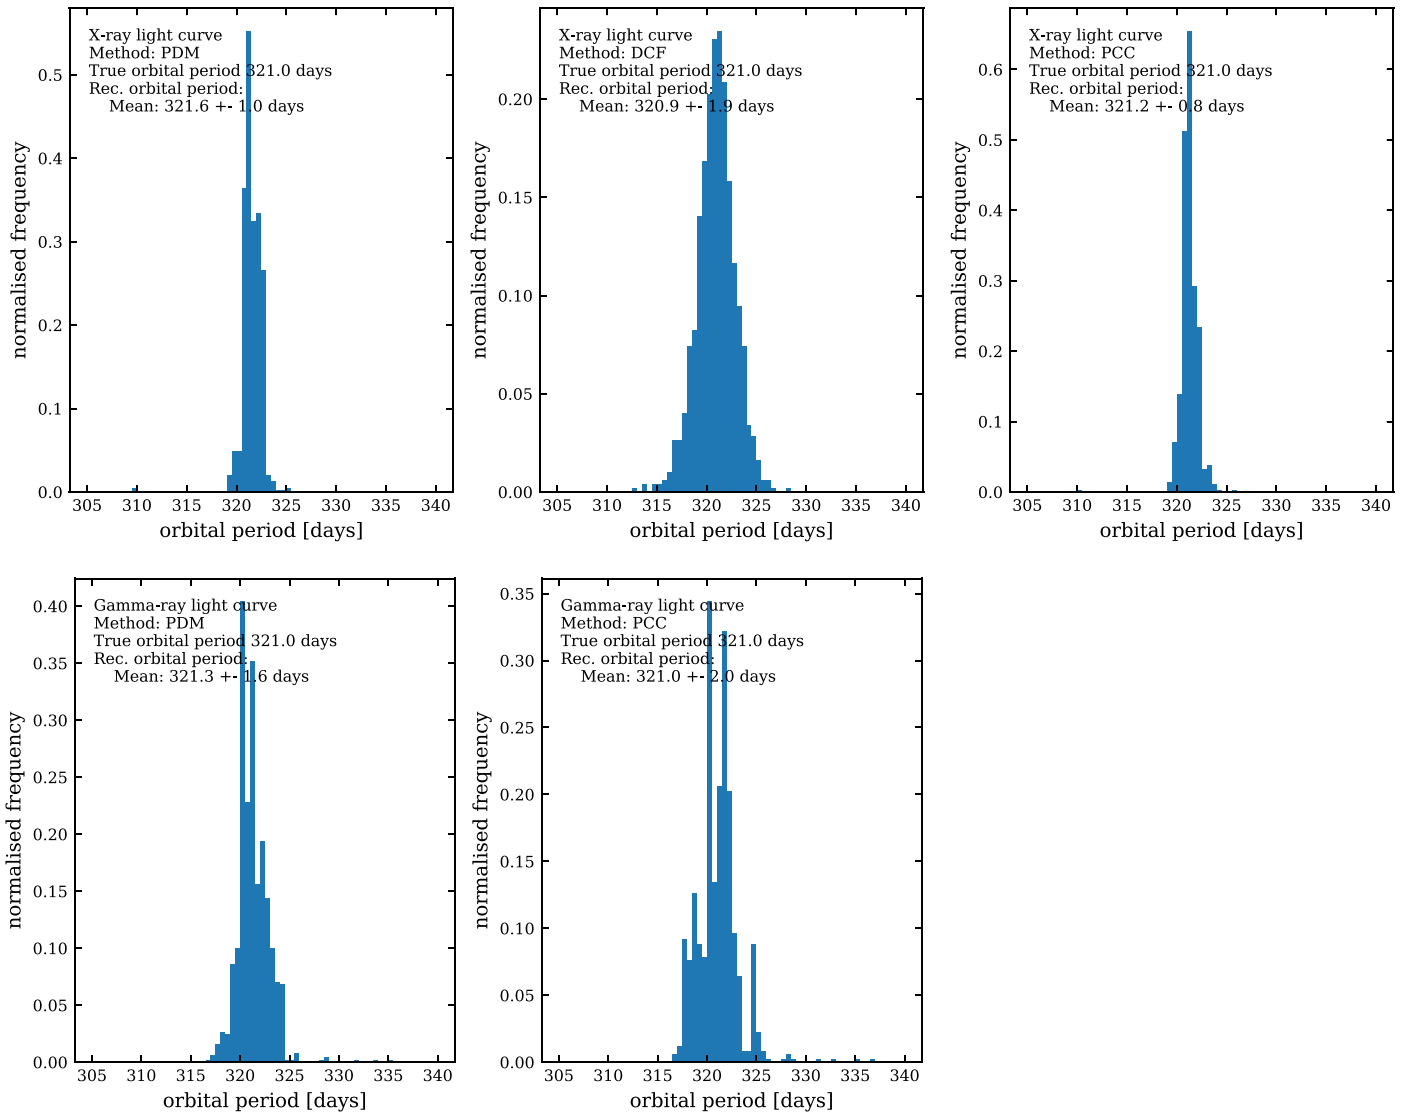 X-ray light curve
Method: PDM
True orbital period 321.0 days
Rec. orbital period:
Mean: 321.6 +- 1.0 days
normalised frequency
0.5
0.4
0.3
0.2
0.1
0.0
305 310 315 320 325 330 335 340
orbital period [days]
X-ray light curve
Method: DCF
True orbital period 321.0 days
Rec. orbital period:
Mean: 320.9 +- 1.9 days
normalised frequency
0.20
0.15
0.10
0.05
0.00
305 310 315 320 325 330 335 340
orbital period [days]
X-ray light curve
Method: PCC
True orbital period 321.0 days
Rec. orbital period:
Mean: 321.2 +- 0.8 days
normalised frequency
0.6
0.5
0.4
0.3
0.2
0.1
0.0
305 310 315 320 325 330 335 340
orbital period [days]
Gamma-ray light curve
Method: PDM
True orbital period 321.0 days
Rec. orbital period:
Mean: 321.3 +- 1.6 days
normalised frequency
0.40
0.35
0.30
0.25
0.20
0.15
0.10
0.05
0.00
305 310 315 320 325 330 335 340
orbital period [days]
Gamma-ray light curve
Method: PCC
True orbital period 321.0 days
Rec. orbital period:
Mean: 321.0 +- 2.0 days
normalised frequency
0.35
0.30
0.25
0.20
0.15
0.10
0.05
0.00
305 310 315 320 325 330 335 340
orbital period [days]